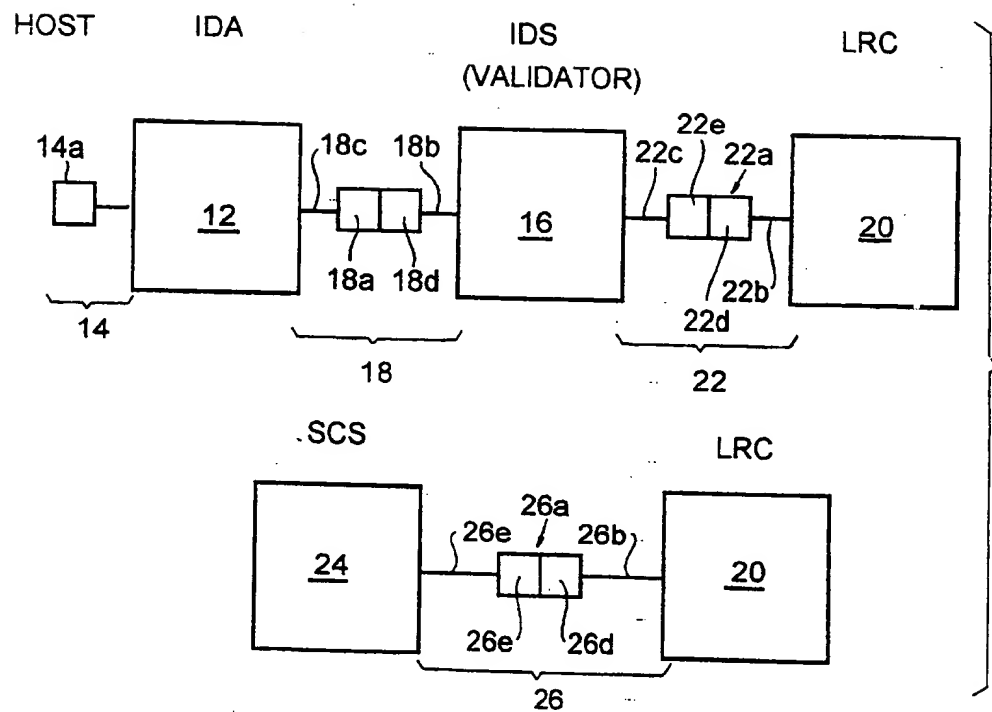 HOST IDA IDS LRC
(VALIDATOR)
14a 18c 18b 22c 22e 22a
12 16 20
18a 18d 22d 22b
14 18 22
SCS LRC
26e 26a 26b
24 20
26e 26d
26